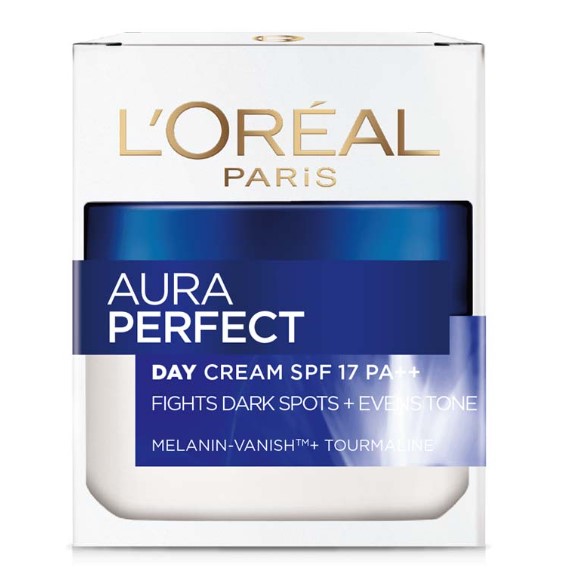 L'ORÉAL
PARiS
AURA
PERFECT
DAY CREAM SPF 17 PA++
FIGHTS DARK SPOTS + EVENS TONE
MELANIN-VANISH™+ TOURMALINE